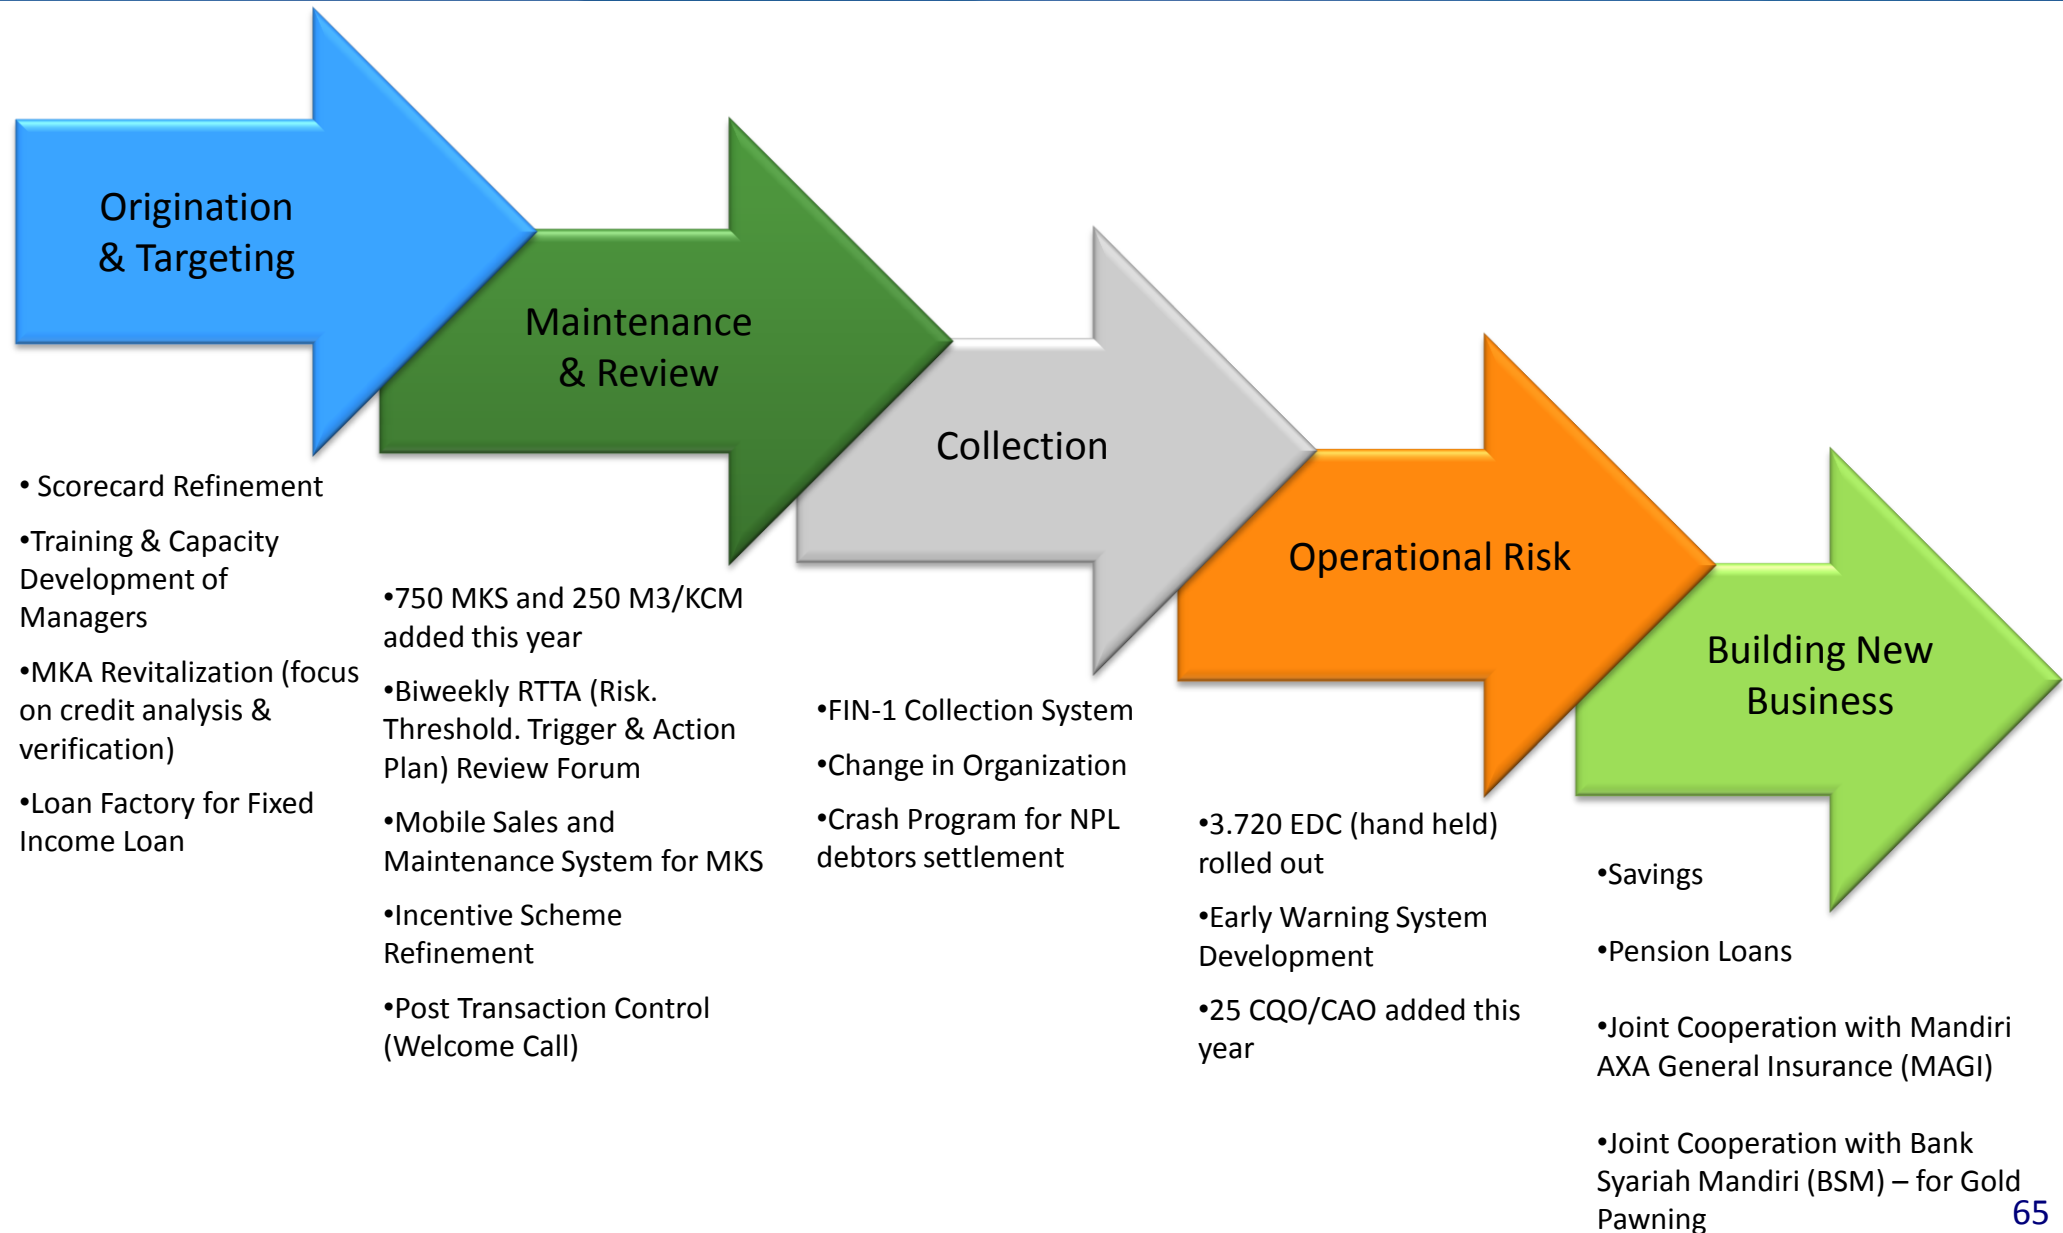 Origination
& Targeting
• Scorecard Refinement
•Training & Capacity
Development of
Managers
•MKA Revitalization (focus
on credit analysis &
verification)
•Loan Factory for Fixed
Income Loan
Maintenance
& Review
•750 MKS and 250 M3/KCM
added this year
•Biweekly RTTA (Risk.
Threshold. Trigger & Action
Plan) Review Forum
•Mobile Sales and
Maintenance System for MKS
•Incentive Scheme
Refinement
•Post Transaction Control
(Welcome Call)
Collection
•FIN-1 Collection System
•Change in Organization
•Crash Program for NPL
debtors settlement
Operational Risk
•3.720 EDC (hand held)
rolled out
•Early Warning System
Development
•25 CQO/CAO added this
year
Building New
Business
•Savings
•Pension Loans
•Joint Cooperation with Mandiri
AXA General Insurance (MAGI)
•Joint Cooperation with Bank
Syariah Mandiri (BSM) – for Gold
Pawning
65